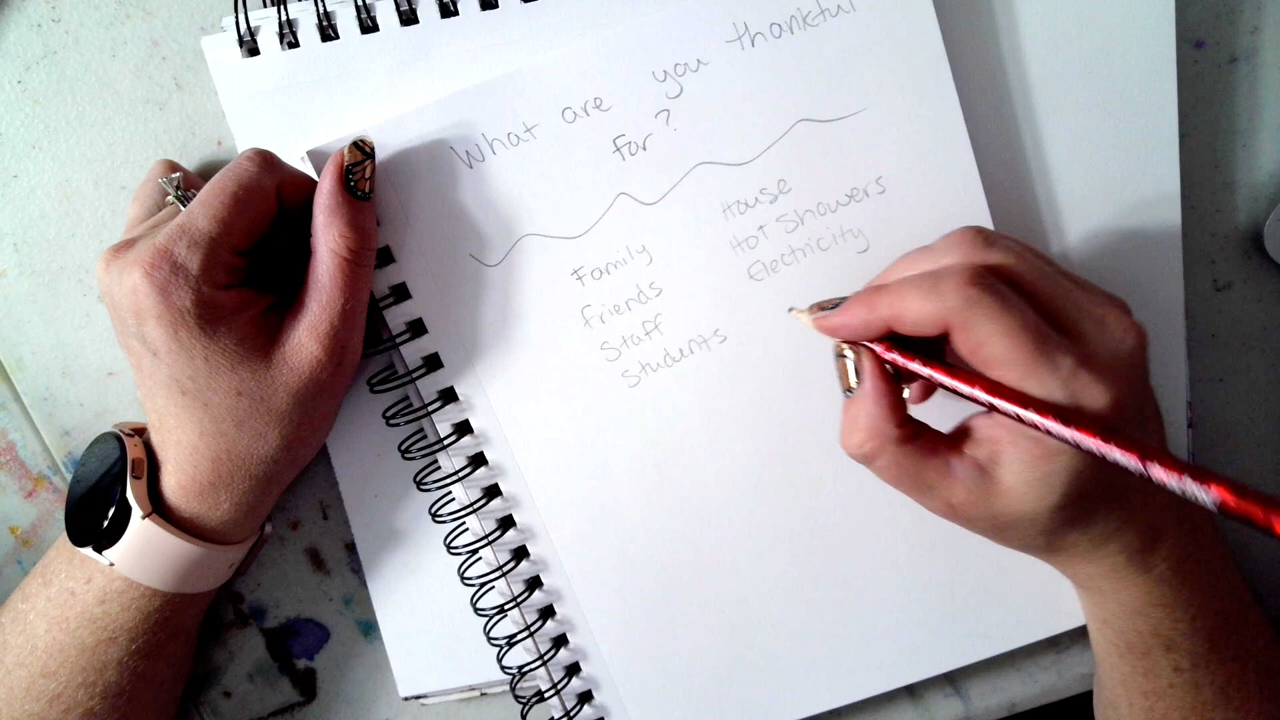 What are you thankful
for?
Family
friends
Staff
Students
House
Hot Showers
Electricity